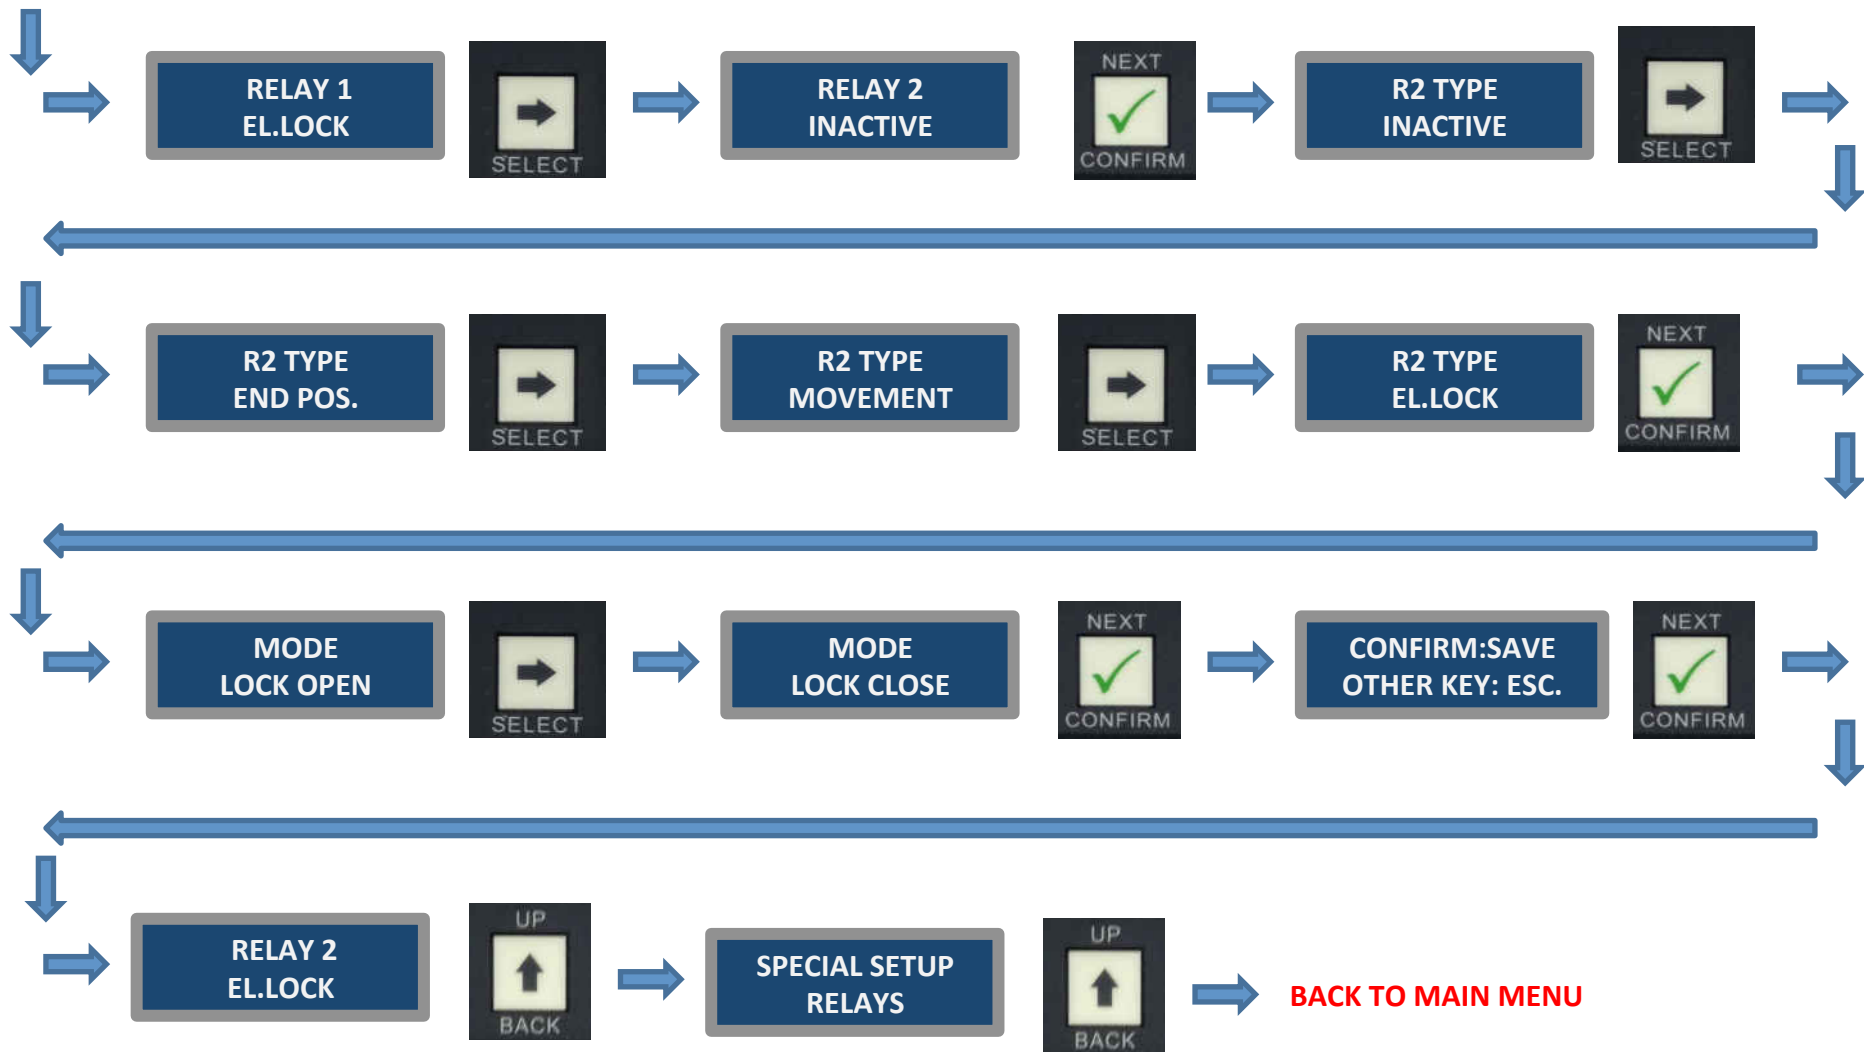 RELAY 1
EL.LOCK
SELECT
RELAY 2
INACTIVE
NEXT
CONFIRM
R2 TYPE
INACTIVE
SELECT
R2 TYPE
END POS.
SELECT
R2 TYPE
MOVEMENT
SELECT
R2 TYPE
EL.LOCK
NEXT
CONFIRM
MODE
LOCK OPEN
SELECT
MODE
LOCK CLOSE
NEXT
CONFIRM
CONFIRM:SAVE
OTHER KEY: ESC.
NEXT
CONFIRM
RELAY 2
EL.LOCK
UP
BACK
SPECIAL SETUP
RELAYS
UP
BACK
BACK TO MAIN MENU